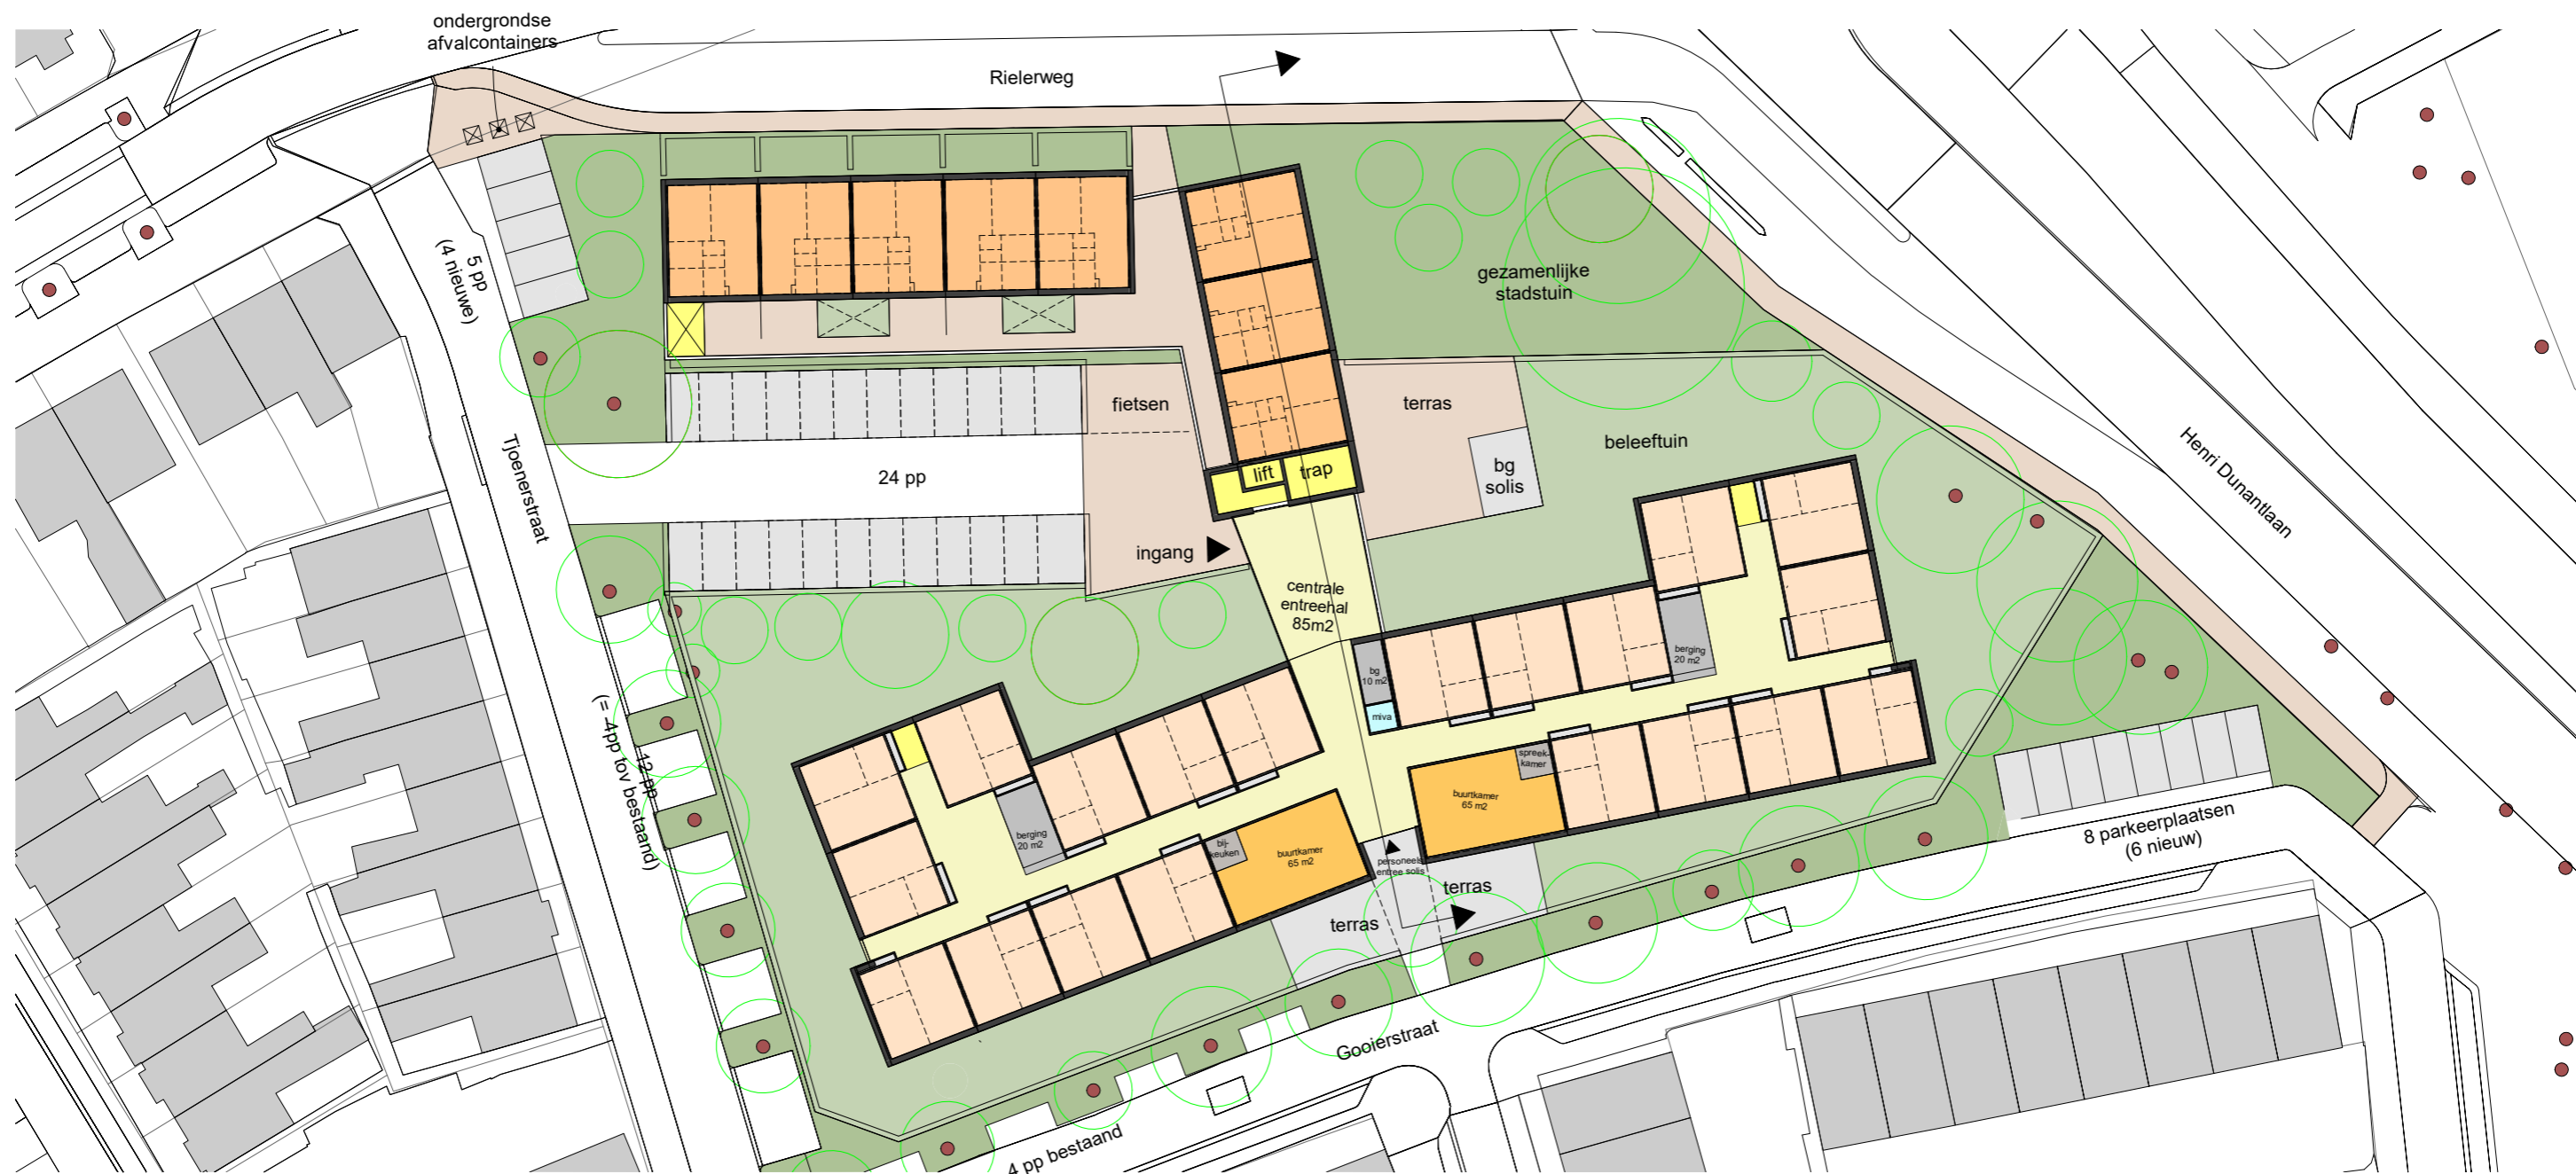 ondergrondse
afvalcontainers
Rielerweg
5 pp
(4 nieuwe)
gezamenlijke
stadstuin
fietsen
terras
beleeftuin
bg
solis
lift
trap
24 pp
Tjoenerstraat
Henri Dunantlaan
ingang
centrale
entreehal
85m2
bg
10 m2
miva
berging
20 m2
12 pp
(= -4pp tov bestaand)
spreek-
kamer
buurtkamer
65 m2
berging
20 m2
bij-
keuken
buurtkamer
65 m2
personeels
entree solis
terras
terras
8 parkeerplaatsen
(6 nieuw)
Gooierstraat
4 pp bestaand